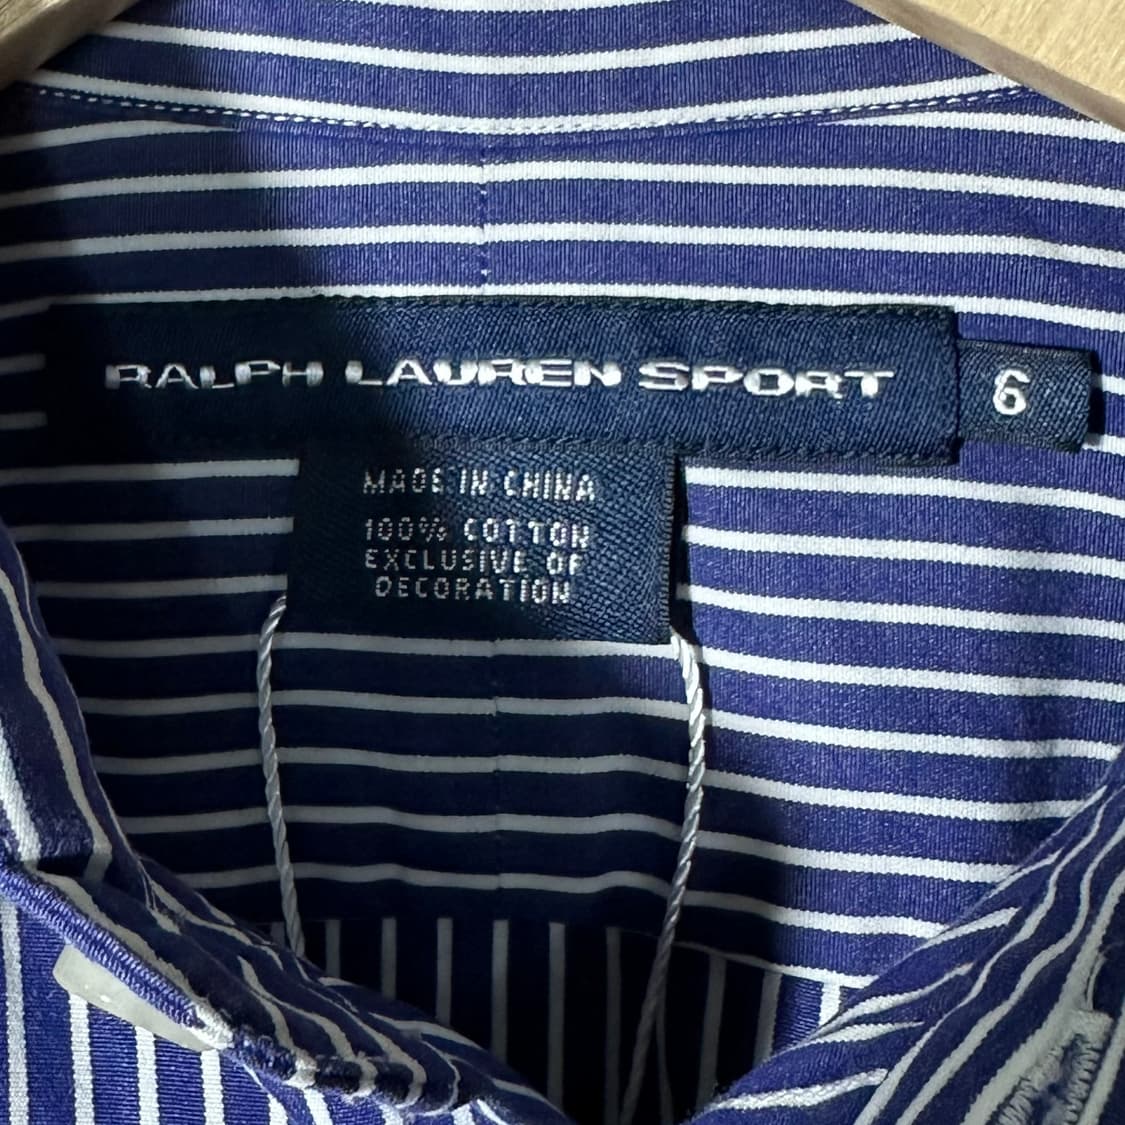 RALPH LAUREN SPORT
6
MADE IN CHINA
100% COTTON
EXCLUSIVE OF
DECORATION